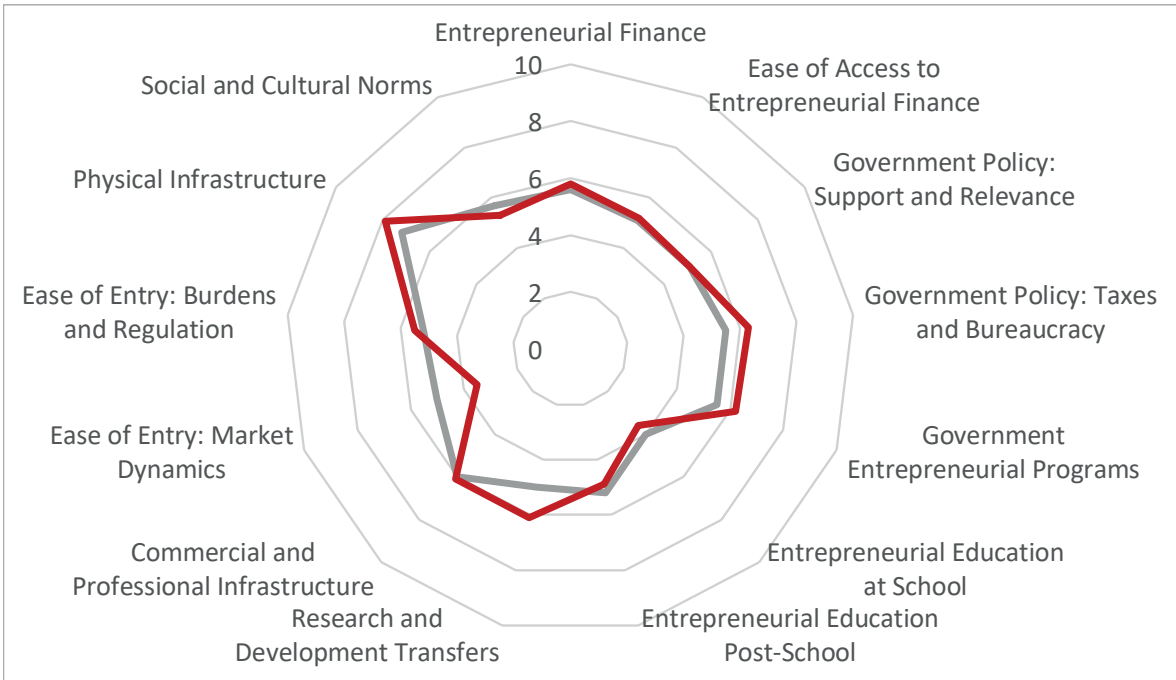 Entrepreneurial Finance
Ease of Access to
Entrepreneurial Finance
Government Policy:
Support and Relevance
Government Policy: Taxes
and Bureaucracy
Government
Entrepreneurial Programs
Entrepreneurial Education
at School
Entrepreneurial Education
Post-School
Research and
Development Transfers
Commercial and
Professional Infrastructure
Ease of Entry: Market
Dynamics
Ease of Entry: Burdens
and Regulation
Physical Infrastructure
Social and Cultural Norms
10
8
6
4
2
0